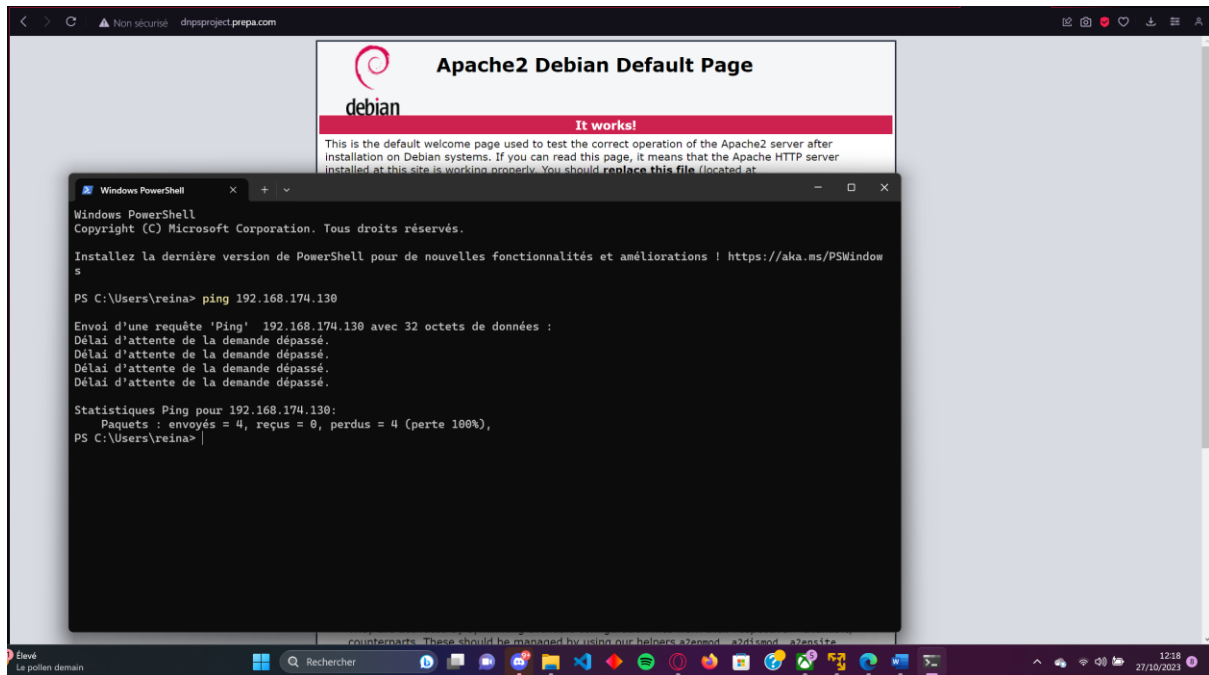 Non sécurisé dnpsproject.prepa.com
debian
Apache2 Debian Default Page
It works!
This is the default welcome page used to test the correct operation of the Apache2 server after
installation on Debian systems. If you can read this page, it means that the Apache HTTP server
installed at this site is working properly. You should replace this file (located at
Windows PowerShell
Windows PowerShell
Copyright (C) Microsoft Corporation. Tous droits réservés.
Installez la dernière version de PowerShell pour de nouvelles fonctionnalités et améliorations ! https://aka.ms/PSWindow
s
PS C:\Users\reina> ping 192.168.174.130
Envoi d’une requête 'Ping'  192.168.174.130 avec 32 octets de données :
Délai d’attente de la demande dépassé.
Délai d’attente de la demande dépassé.
Délai d’attente de la demande dépassé.
Délai d’attente de la demande dépassé.
Statistiques Ping pour 192.168.174.130:
Paquets : envoyés = 4, reçus = 0, perdus = 4 (perte 100%),
PS C:\Users\reina>
counterparts. These should be managed by using our helpers a2enmod, a2dismod, a2ensite
Élevé
Le pollen demain
Rechercher
12:18
27/10/2023